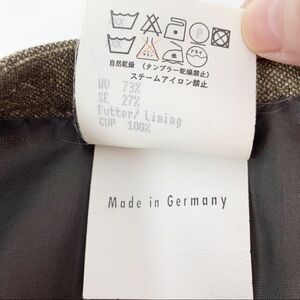 自然乾燥 (タンブラー乾燥禁止)
スチームアイロン禁止
WV 73%
SE 27%
Futter/ Lining
CUP 100%
Made in Germany